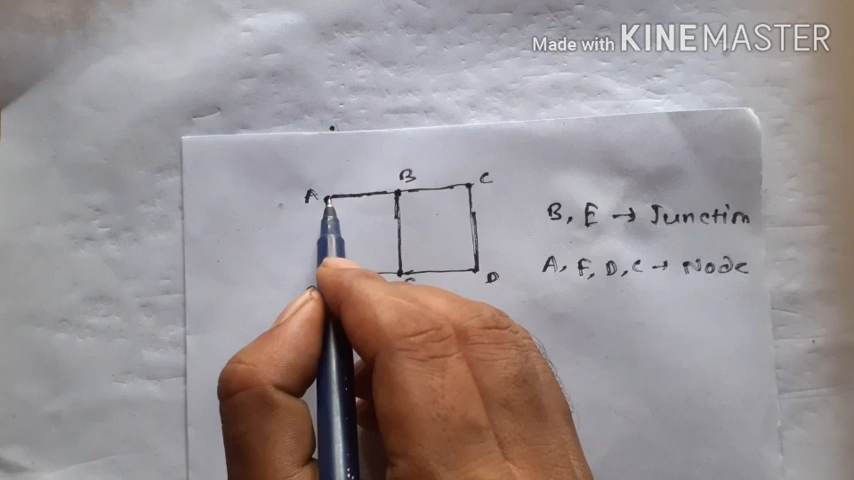 Made with KINEMASTER
A B C
B, E → Junction
A, F, D, C → Node
D